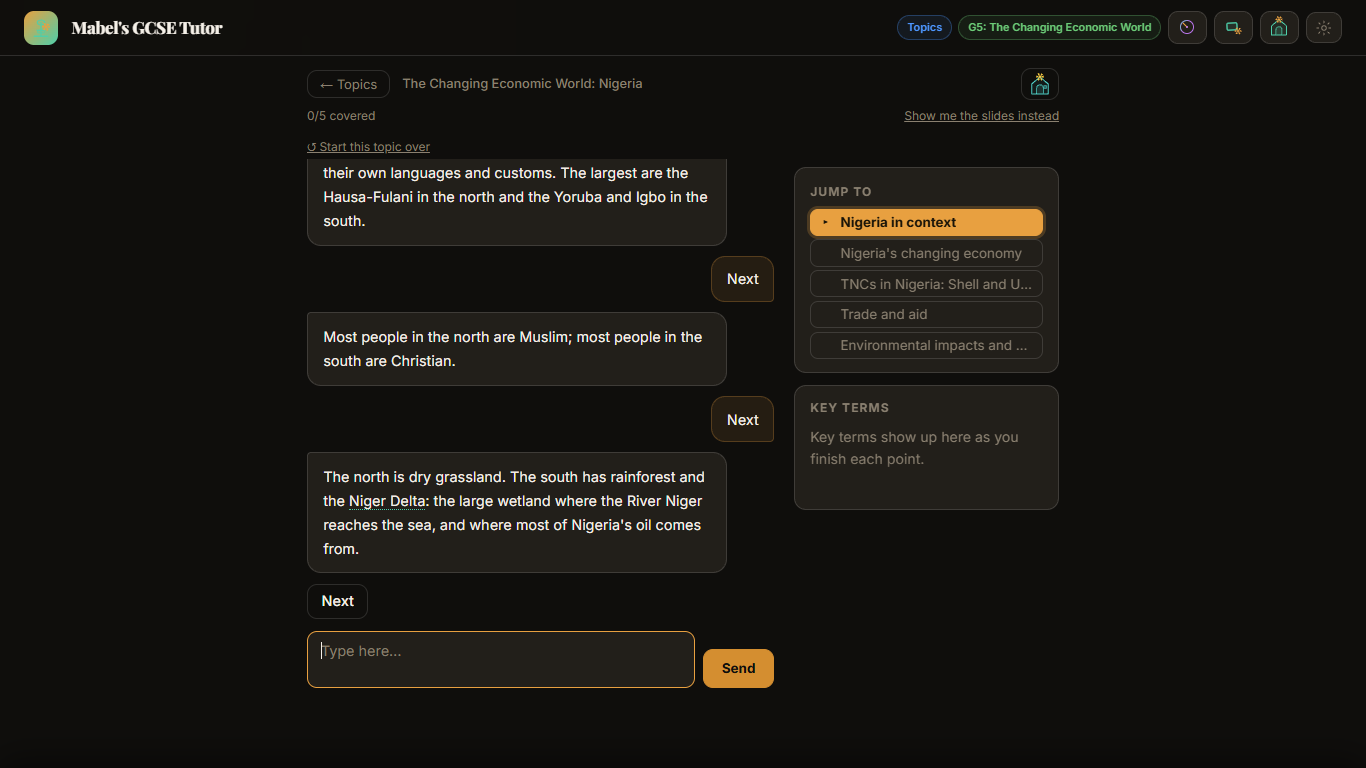 Mabel's GCSE Tutor
Topics
G5: The Changing Economic World
← Topics
The Changing Economic World: Nigeria
0/5 covered
Show me the slides instead
↺ Start this topic over
their own languages and customs. The largest are the
Hausa-Fulani in the north and the Yoruba and Igbo in the
south.
Next
Most people in the north are Muslim; most people in the
south are Christian.
Next
The north is dry grassland. The south has rainforest and
the Niger Delta: the large wetland where the River Niger
reaches the sea, and where most of Nigeria's oil comes
from.
Next
Type here...
Send
JUMP TO
▸ Nigeria in context
Nigeria's changing economy
TNCs in Nigeria: Shell and U...
Trade and aid
Environmental impacts and ...
KEY TERMS
Key terms show up here as you
finish each point.